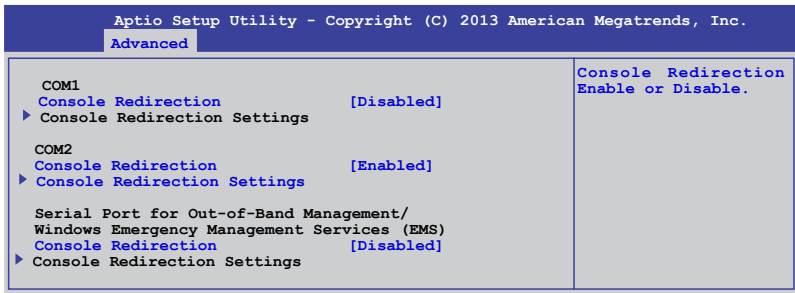 Aptio Setup Utility - Copyright (C) 2013 American Megatrends, Inc.
Advanced
COM1
Console Redirection [Disabled]
Console Redirection Settings
COM2
Console Redirection [Enabled]
Console Redirection Settings
Serial Port for Out-of-Band Management/
Windows Emergency Management Services (EMS)
Console Redirection [Disabled]
Console Redirection Settings
Console Redirection
Enable or Disable.